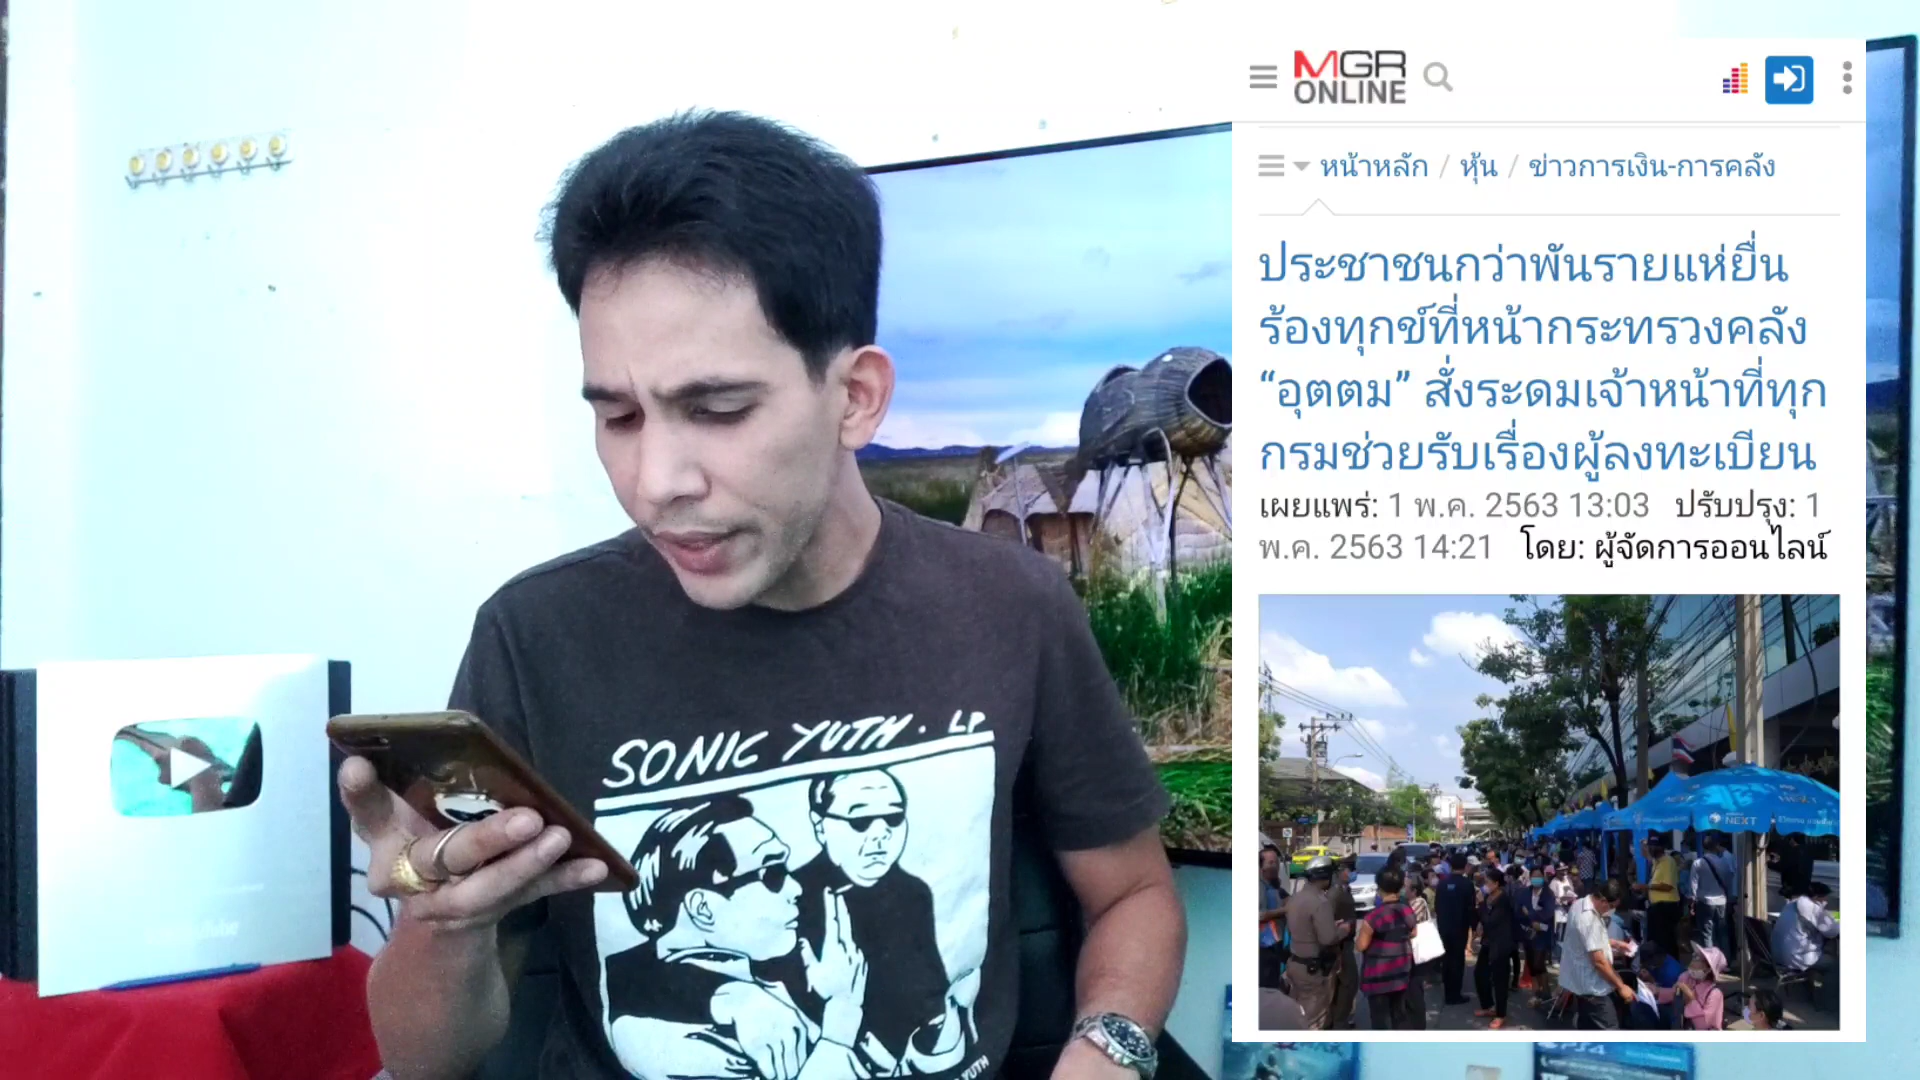 MGR
ONLINE
หน้าหลัก / หุ้น / ข่าวการเงิน-การคลัง
ประชาชนกว่าพันรายแห่ยื่น
ร้องทุกข์ที่หน้ากระทรวงคลัง
“อุตตม” สั่งระดมเจ้าหน้าที่ทุก
กรมช่วยรับเรื่องผู้ลงทะเบียน
เผยแพร่: 1 พ.ค. 2563 13:03 ปรับปรุง: 1
พ.ค. 2563 14:21 โดย: ผู้จัดการออนไลน์
NEXT
SONIC YUTH. LP
YUTH